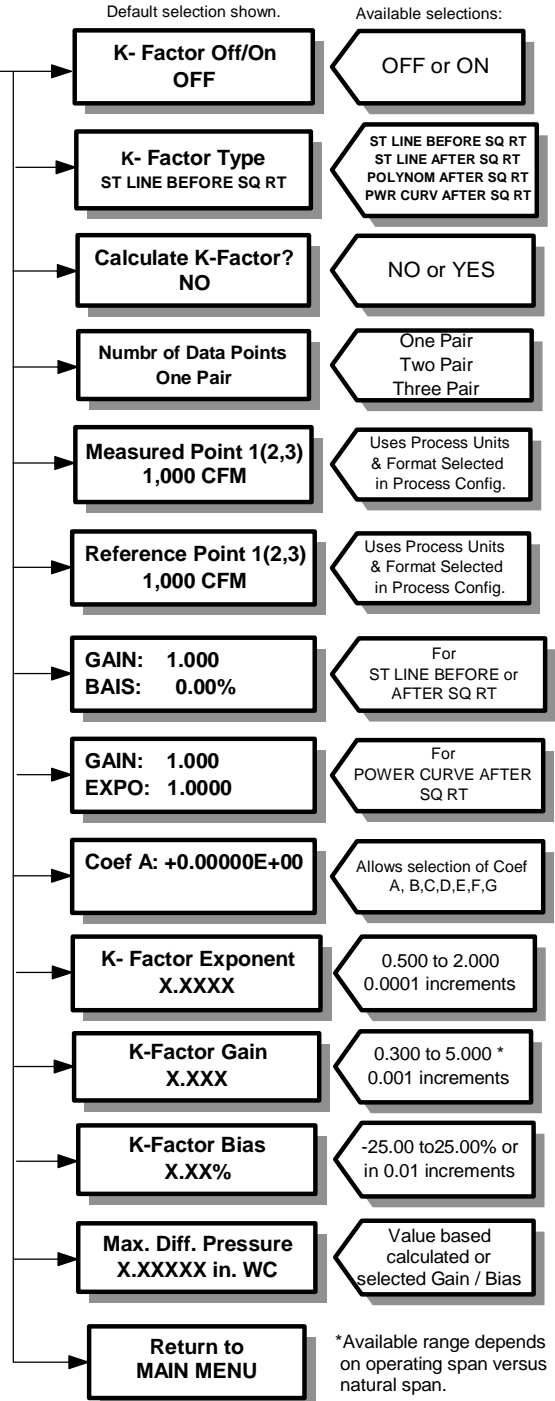 Default selection shown.
Available selections:
K- Factor Off/On
OFF
OFF or ON
K- Factor Type
ST LINE BEFORE SQ RT
ST LINE BEFORE SQ RT
ST LINE AFTER SQ RT
POLYNOM AFTER SQ RT
PWR CURV AFTER SQ RT
Calculate K-Factor?
NO
NO or YES
Numbr of Data Points
One Pair
One Pair
Two Pair
Three Pair
Measured Point 1(2,3)
1,000 CFM
Uses Process Units
& Format Selected
in Process Config.
Reference Point 1(2,3)
1,000 CFM
Uses Process Units
& Format Selected
in Process Config.
GAIN: 1.000
BAIS: 0.00%
For
ST LINE BEFORE or
AFTER SQ RT
GAIN: 1.000
EXPO: 1.0000
For
POWER CURVE AFTER
SQ RT
Coef A: +0.00000E+00
Allows selection of Coef
A, B,C,D,E,F,G
K- Factor Exponent
X.XXXX
0.500 to 2.000
0.0001 increments
K-Factor Gain
X.XXX
0.300 to 5.000 *
0.001 increments
K-Factor Bias
X.XX%
-25.00 to25.00% or
in 0.01 increments
Max. Diff. Pressure
X.XXXXX in. WC
Value based
calculated or
selected Gain / Bias
Return to
MAIN MENU
*Available range depends
on operating span versus
natural span.